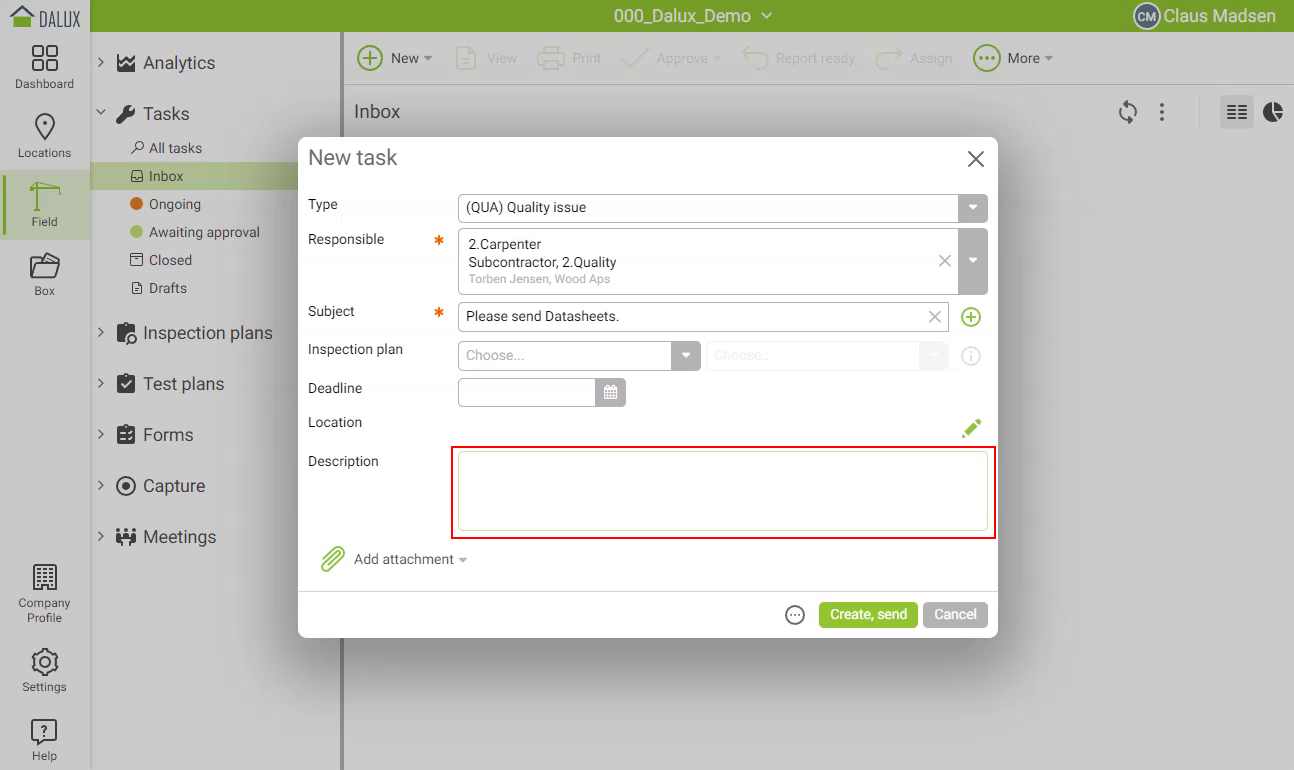 DALUX
000_Dalux_Demo
CM Claus Madsen
Dashboard
Locations
Field
Box
Company
Profile
Settings
Help
Analytics
Tasks
All tasks
Inbox
Ongoing
Awaiting approval
Closed
Drafts
Inspection plans
Test plans
Forms
Capture
Meetings
New View Print Approve Report ready Assign More
Inbox
New task
Type (QUA) Quality issue
Responsible * 2.Carpenter
Subcontractor, 2.Quality
Torben Jensen, Wood Aps
Subject * Please send Datasheets.
Inspection plan Choose... Choose...
Deadline
Location
Description
Add attachment
Create, send Cancel